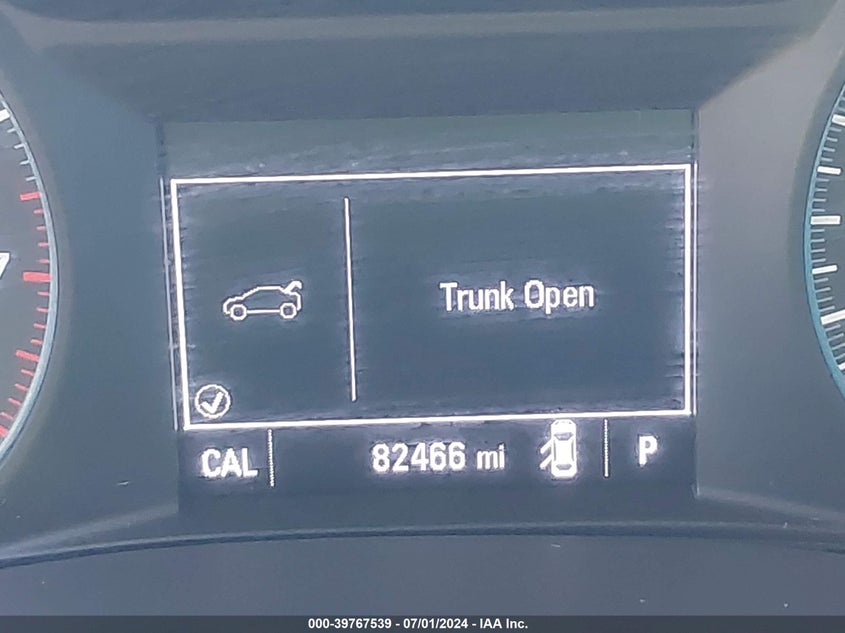 Trunk Open
CAL 82466 mi P
000-39767539 - 07/01/2024 - IAA Inc.